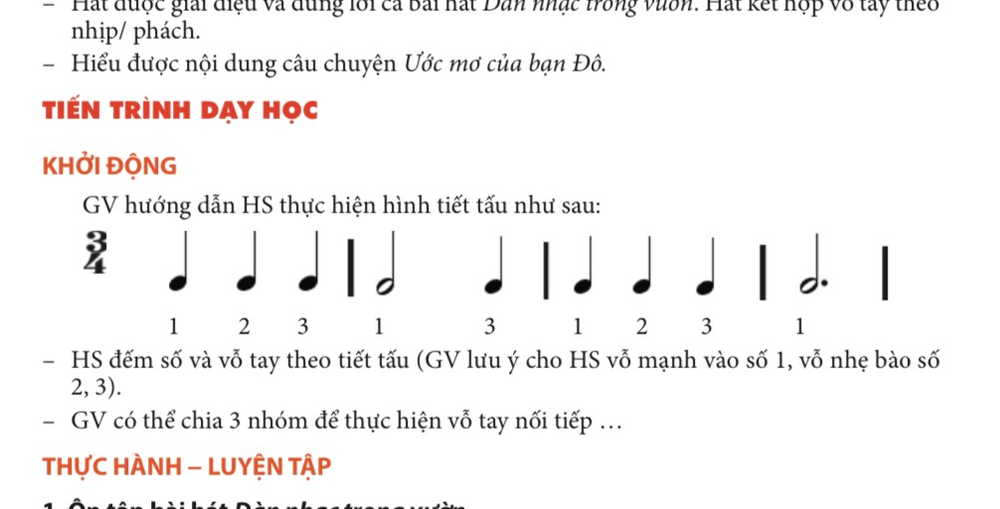 – Hát được giai điệu và đúng lời ca bài hát Dàn nhạc trong vườn. Hát kết hợp vỗ tay theo
nhịp/ phách.
– Hiểu được nội dung câu chuyện Ước mơ của bạn Đô.
TIẾN TRÌNH DẠY HỌC
KHỞI ĐỘNG
GV hướng dẫn HS thực hiện hình tiết tấu như sau:
3
4
1 2 3 1 3 1 2 3 1
– HS đếm số và vỗ tay theo tiết tấu (GV lưu ý cho HS vỗ mạnh vào số 1, vỗ nhẹ bào số
2, 3).
– GV có thể chia 3 nhóm để thực hiện vỗ tay nối tiếp …
THỰC HÀNH – LUYỆN TẬP
1. Ôn tập bài hát Dàn nhạc trong vườn